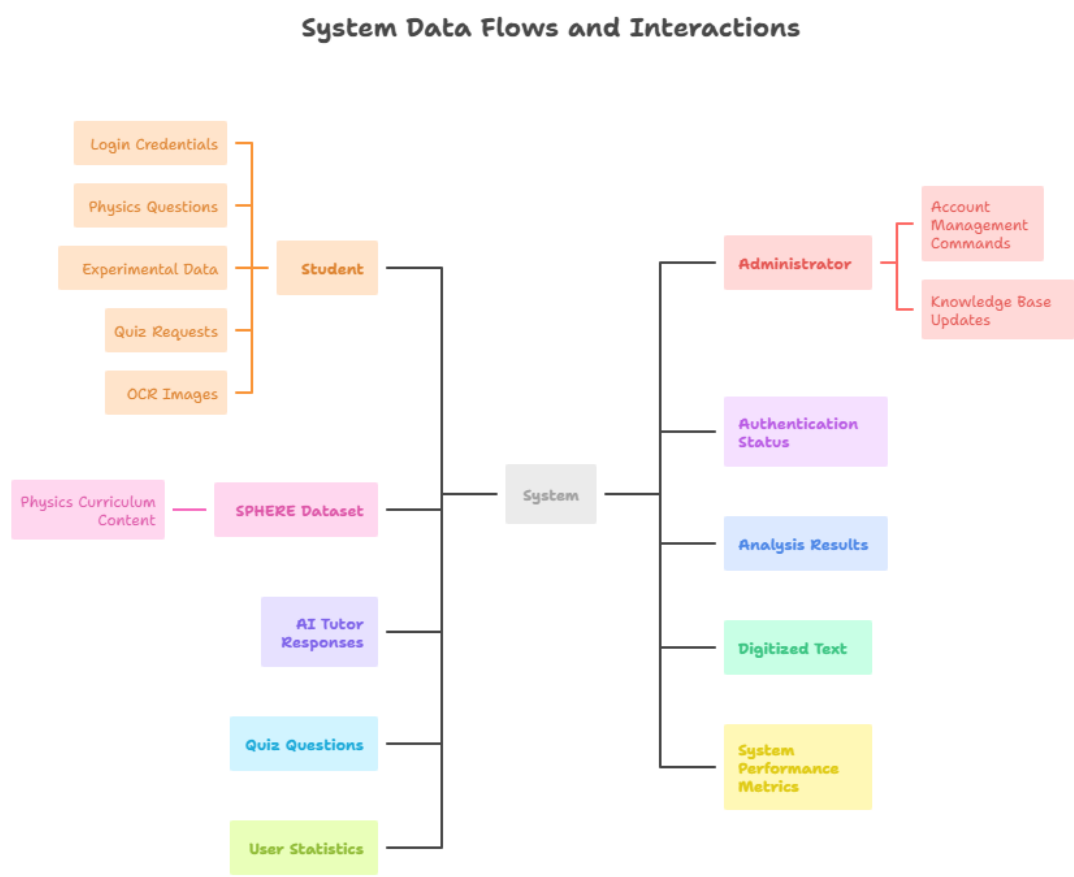 System Data Flows and Interactions
Login Credentials
Physics Questions
Experimental Data
Quiz Requests
OCR Images
Student
Physics Curriculum
Content
SPHERE Dataset
AI Tutor
Responses
Quiz Questions
User Statistics
System
Administrator
Account
Management
Commands
Knowledge Base
Updates
Authentication
Status
Analysis Results
Digitized Text
System
Performance
Metrics